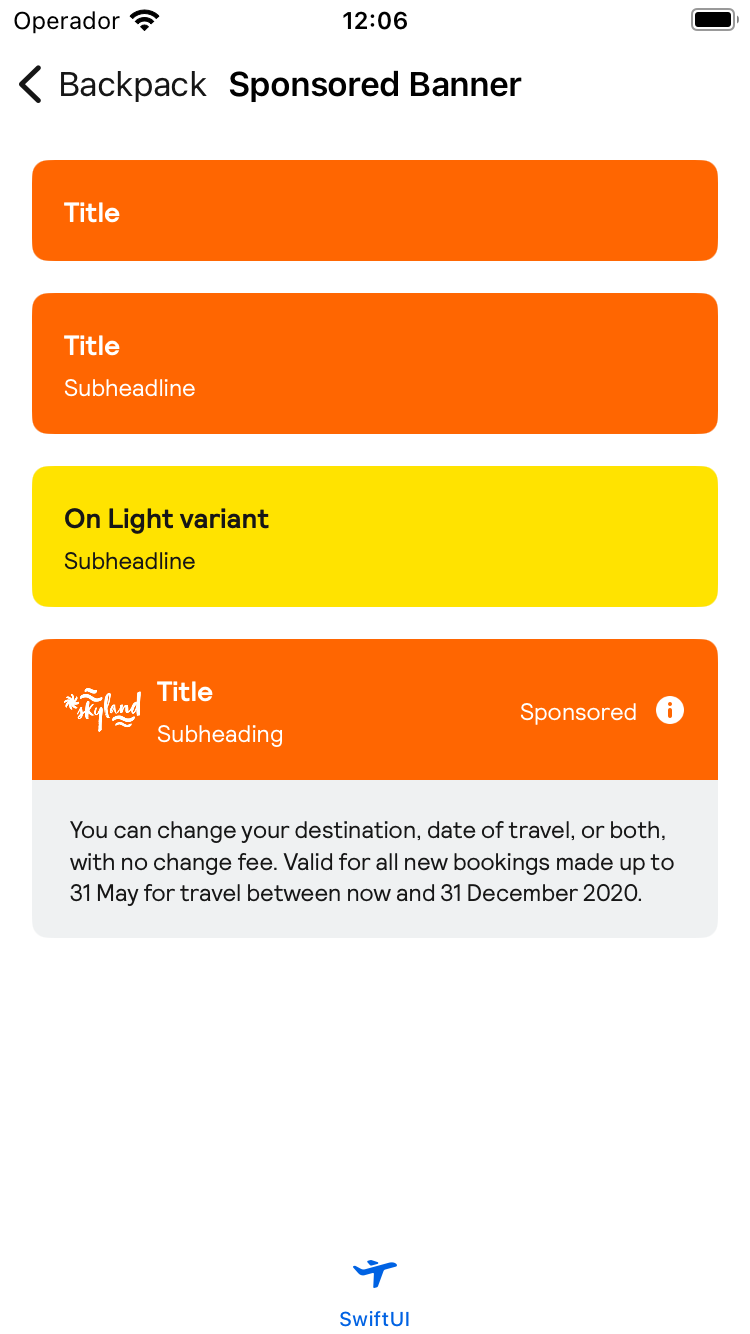 Operador 12:06
Backpack Sponsored Banner
Title
Title
Subheadline
On Light variant
Subheadline
skyland
Title
Subheading
Sponsored
You can change your destination, date of travel, or both,
with no change fee. Valid for all new bookings made up to
31 May for travel between now and 31 December 2020.
SwiftUI